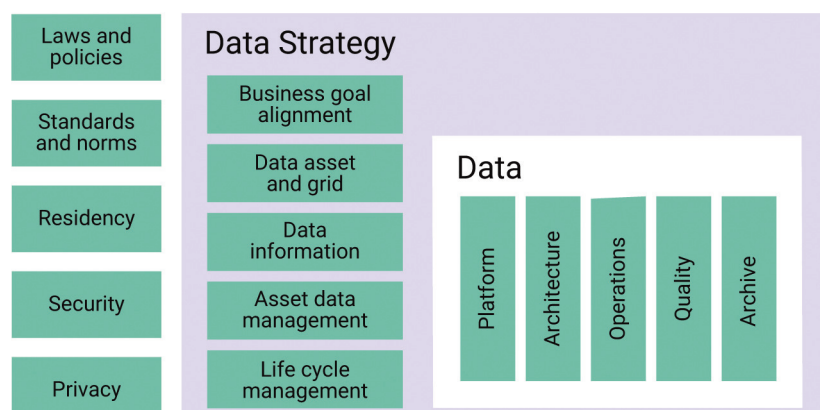 Laws and
policies
Standards
and norms
Residency
Security
Privacy
Data Strategy
Business goal
alignment
Data asset
and grid
Data
information
Asset data
management
Life cycle
management
Data
Platform
Architecture
Operations
Quality
Archive